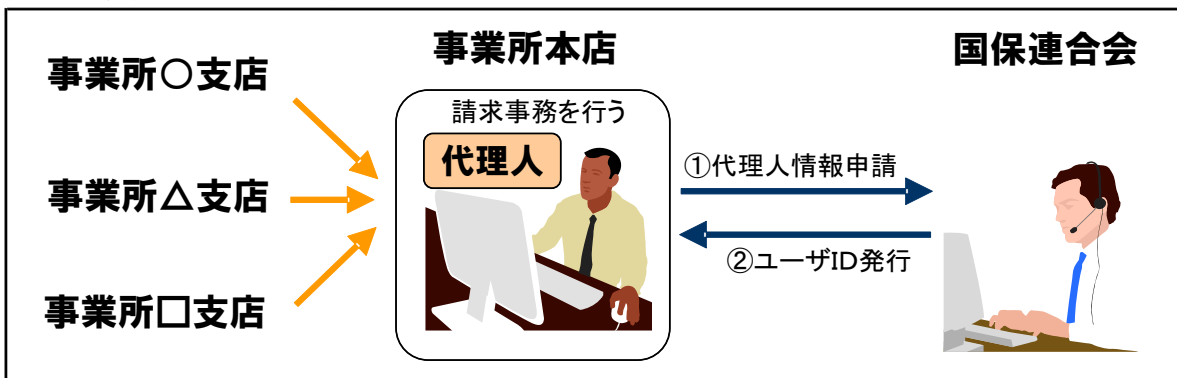 事業所○支店
事業所△支店
事業所□支店
事業所本店
請求事務を行う
代理人
①代理人情報申請
②ユーザID発行
国保連合会